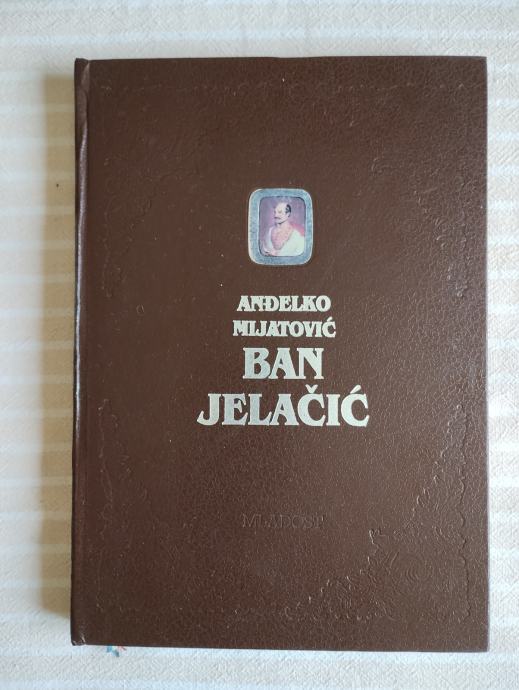 ANĐELKO
MIJATOVIĆ
BAN
JELAČIĆ
MLADOST